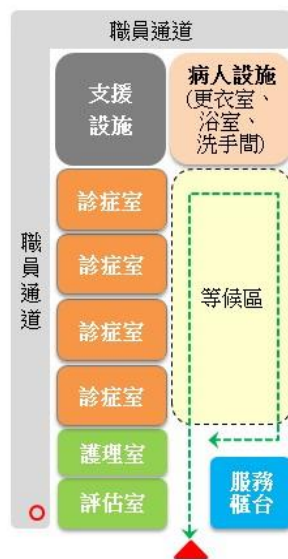 職員通道
支援
設施
病人設施
(更衣室、
浴室、
洗手間)
職員通道
診症室
診症室
診症室
診症室
等候區
護理室
評估室
服務
櫃台